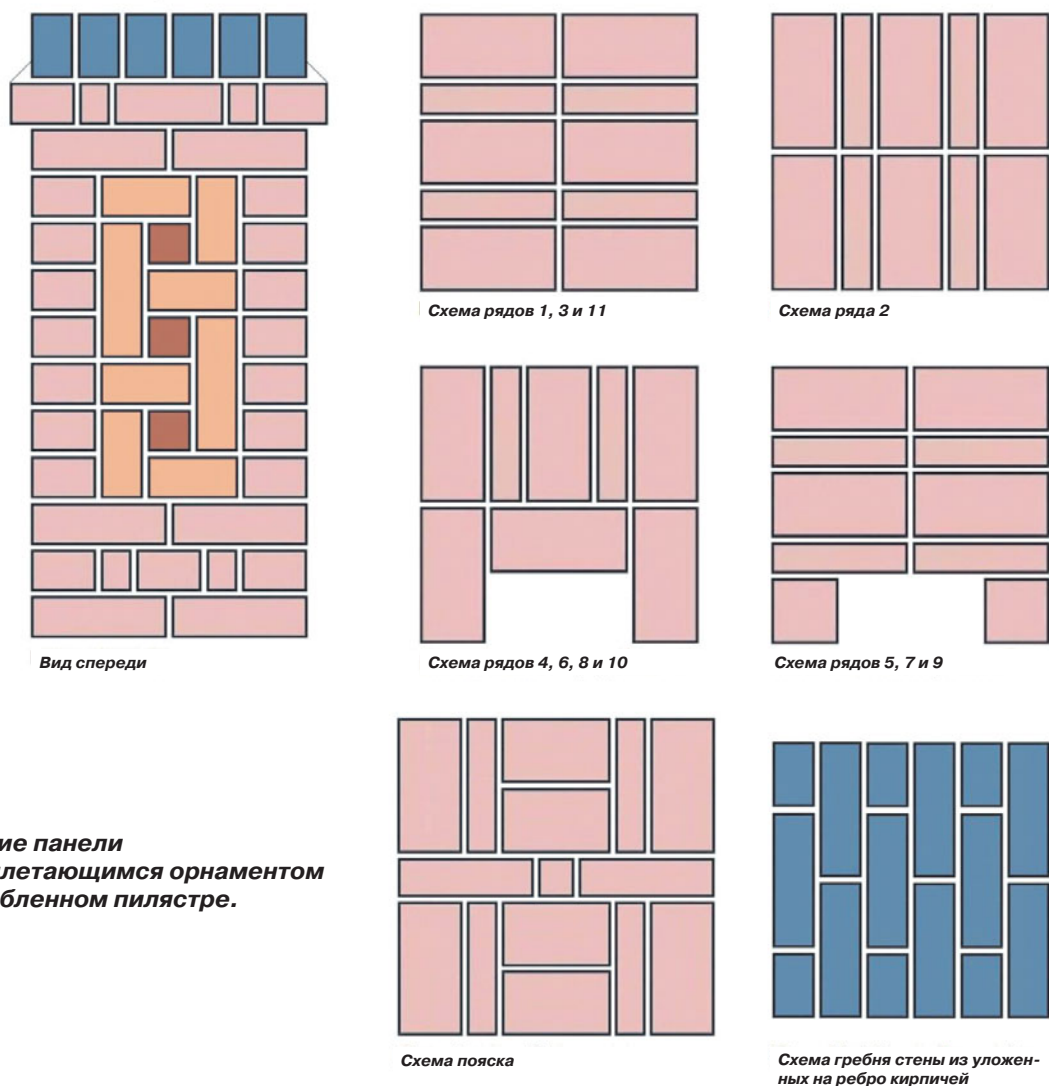 Схема рядов 1, 3 и 11
Схема ряда 2
Вид спереди
Схема рядов 4, 6, 8 и 10
Схема рядов 5, 7 и 9
ие панели
летающимся орнаментом
бленном пилястре.
Схема пояска
Схема гребня стены из уложен-
ных на ребро кирпичей